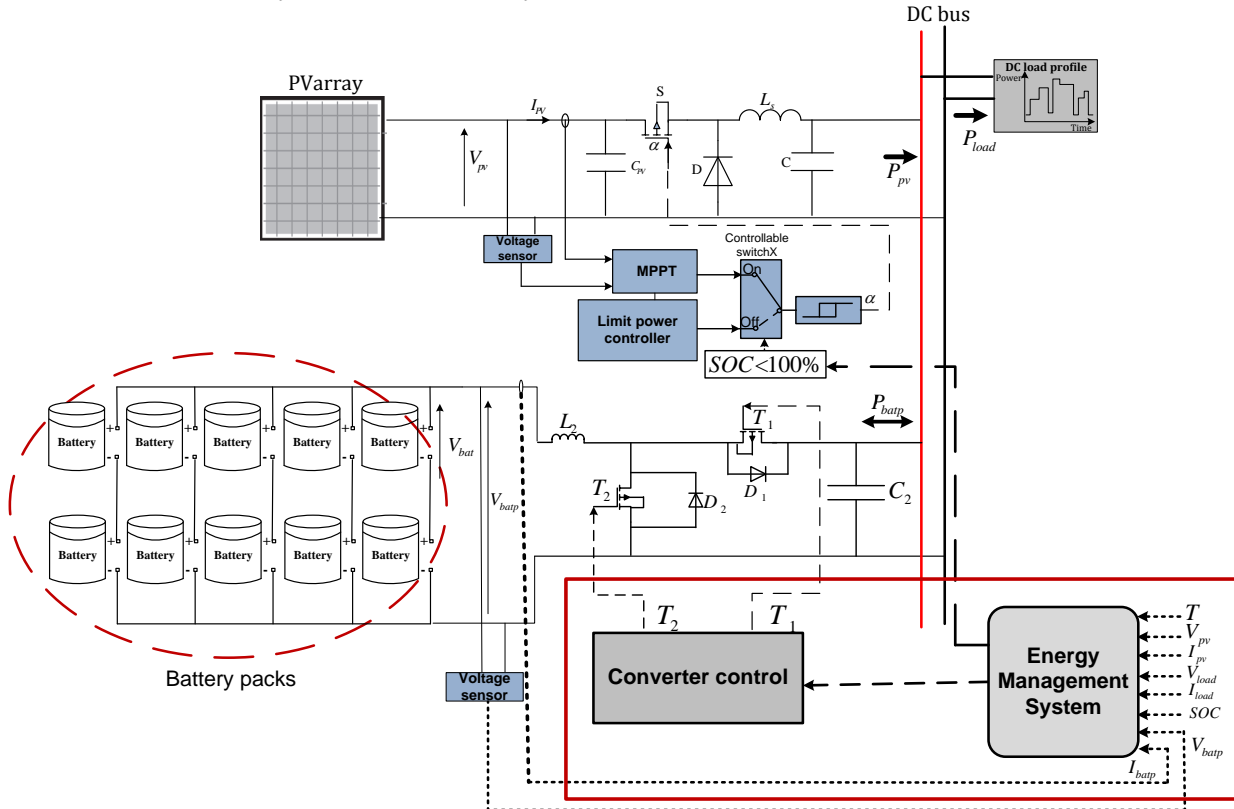 DC bus
PVarray
DC load profile
Power
Time
I_PV
S
L_s
α
V_pv
C_PV
D
C
P_pv
P_load
Voltage
sensor
Controllable
switchX
MPPT
On
Limit power
controller
Off
α
SOC<100%
Battery
Battery
Battery
Battery
Battery
+
+
+
+
+
-
-
-
-
-
V_bat
V_batp
L_2
T_1
P_batp
T_2
D_2
D_1
C_2
Battery
Battery
Battery
Battery
Battery
+
+
+
+
+
-
-
-
-
-
Battery packs
Voltage
sensor
T_2
T_1
Converter control
Energy
Management
System
T
V_pv
I_pv
V_load
I_load
SOC
V_batp
I_batp